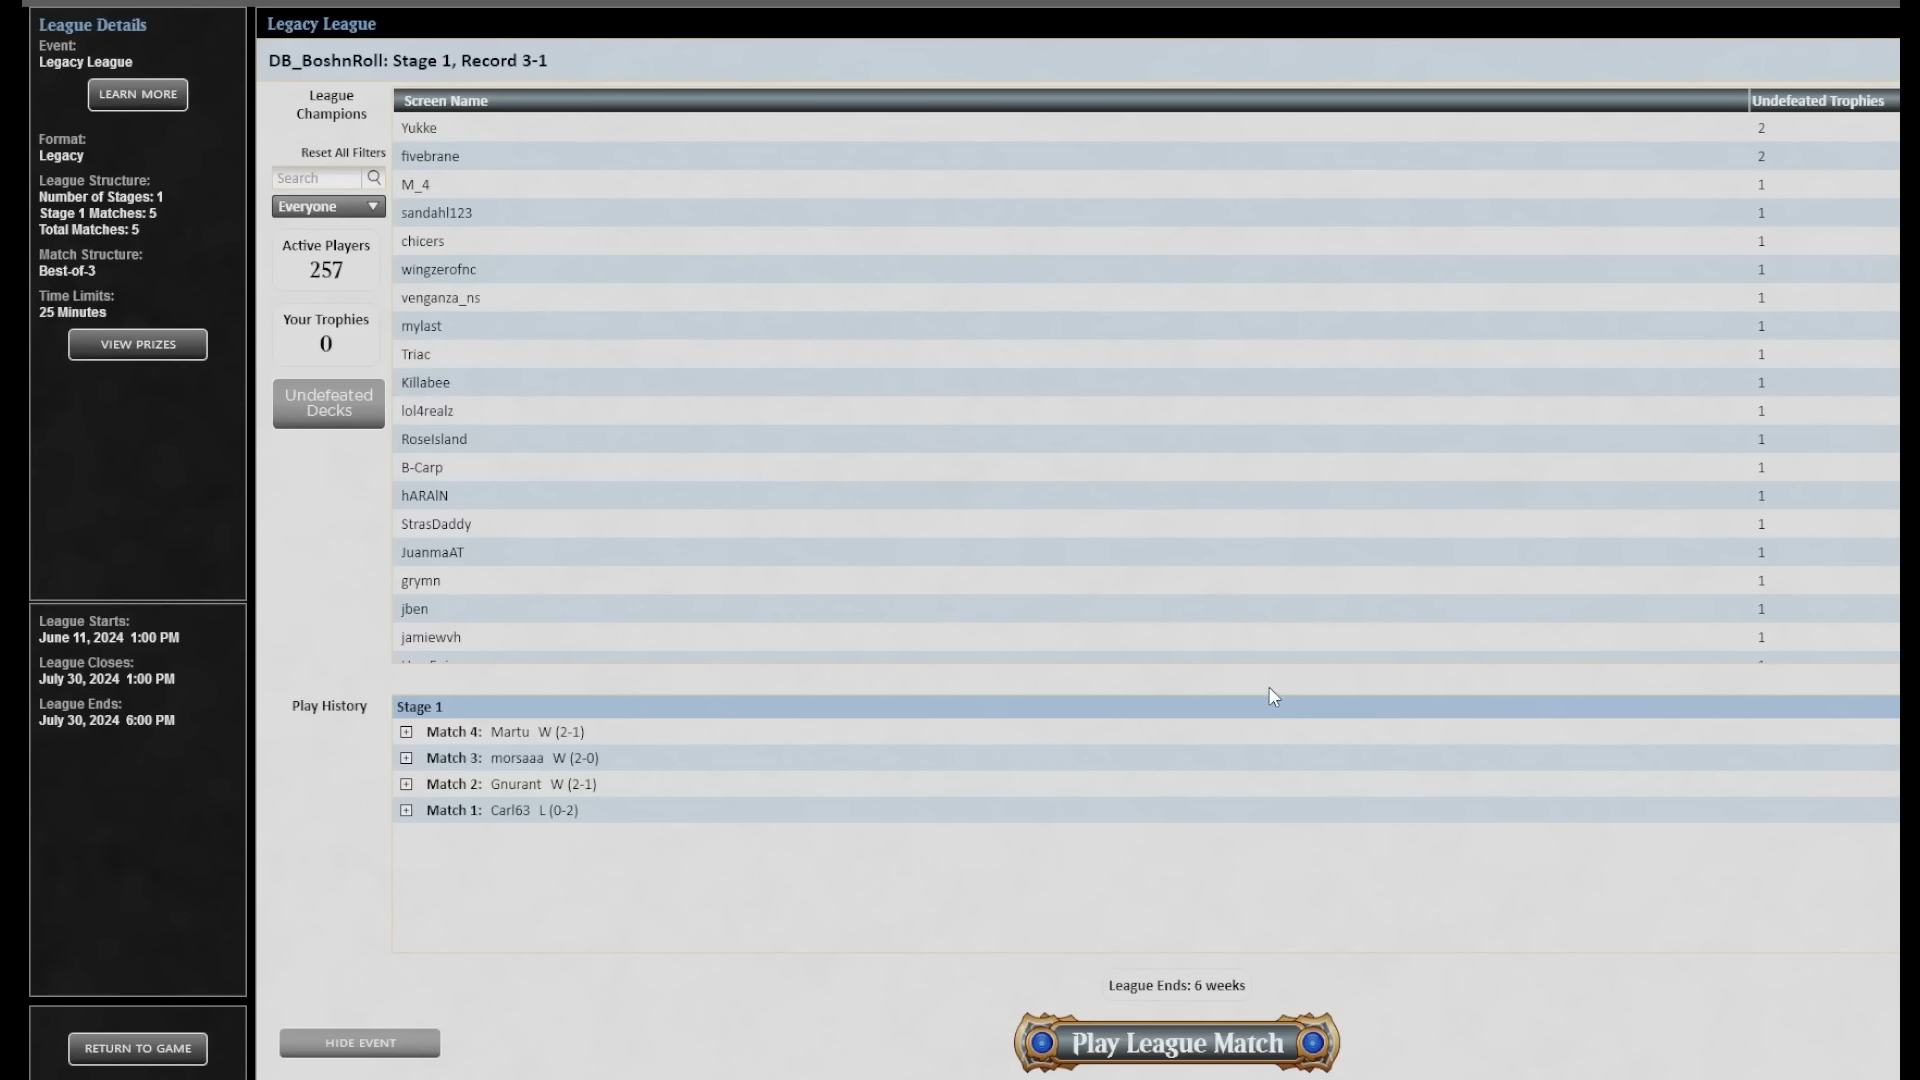 League Details
Event:
Legacy League
LEARN MORE
Format:
Legacy
League Structure:
Number of Stages: 1
Stage 1 Matches: 5
Total Matches: 5
Match Structure:
Best-of-3
Time Limits:
25 Minutes
VIEW PRIZES
League Starts:
June 11, 2024 1:00 PM
League Closes:
July 30, 2024 1:00 PM
League Ends:
July 30, 2024 6:00 PM
RETURN TO GAME
Legacy League
DB_BoshnRoll: Stage 1, Record 3-1
League
Champions
Reset All Filters
Search
Everyone
Active Players
257
Your Trophies
0
Undefeated
Decks
Screen Name Undefeated Trophies
Yukke 2
fivebrane 2
M_4 1
sandahl123 1
chicers 1
wingzerofnc 1
venganza_ns 1
mylast 1
Triac 1
Killabee 1
lol4realz 1
RoseIsland 1
B-Carp 1
hARAlN 1
StrasDaddy 1
JuanmaAT 1
grymn 1
jben 1
jamiewvh 1
Play History
Stage 1
Match 4: Martu W (2-1)
Match 3: morsaaa W (2-0)
Match 2: Gnurant W (2-1)
Match 1: Carl63 L (0-2)
League Ends: 6 weeks
HIDE EVENT
Play League Match